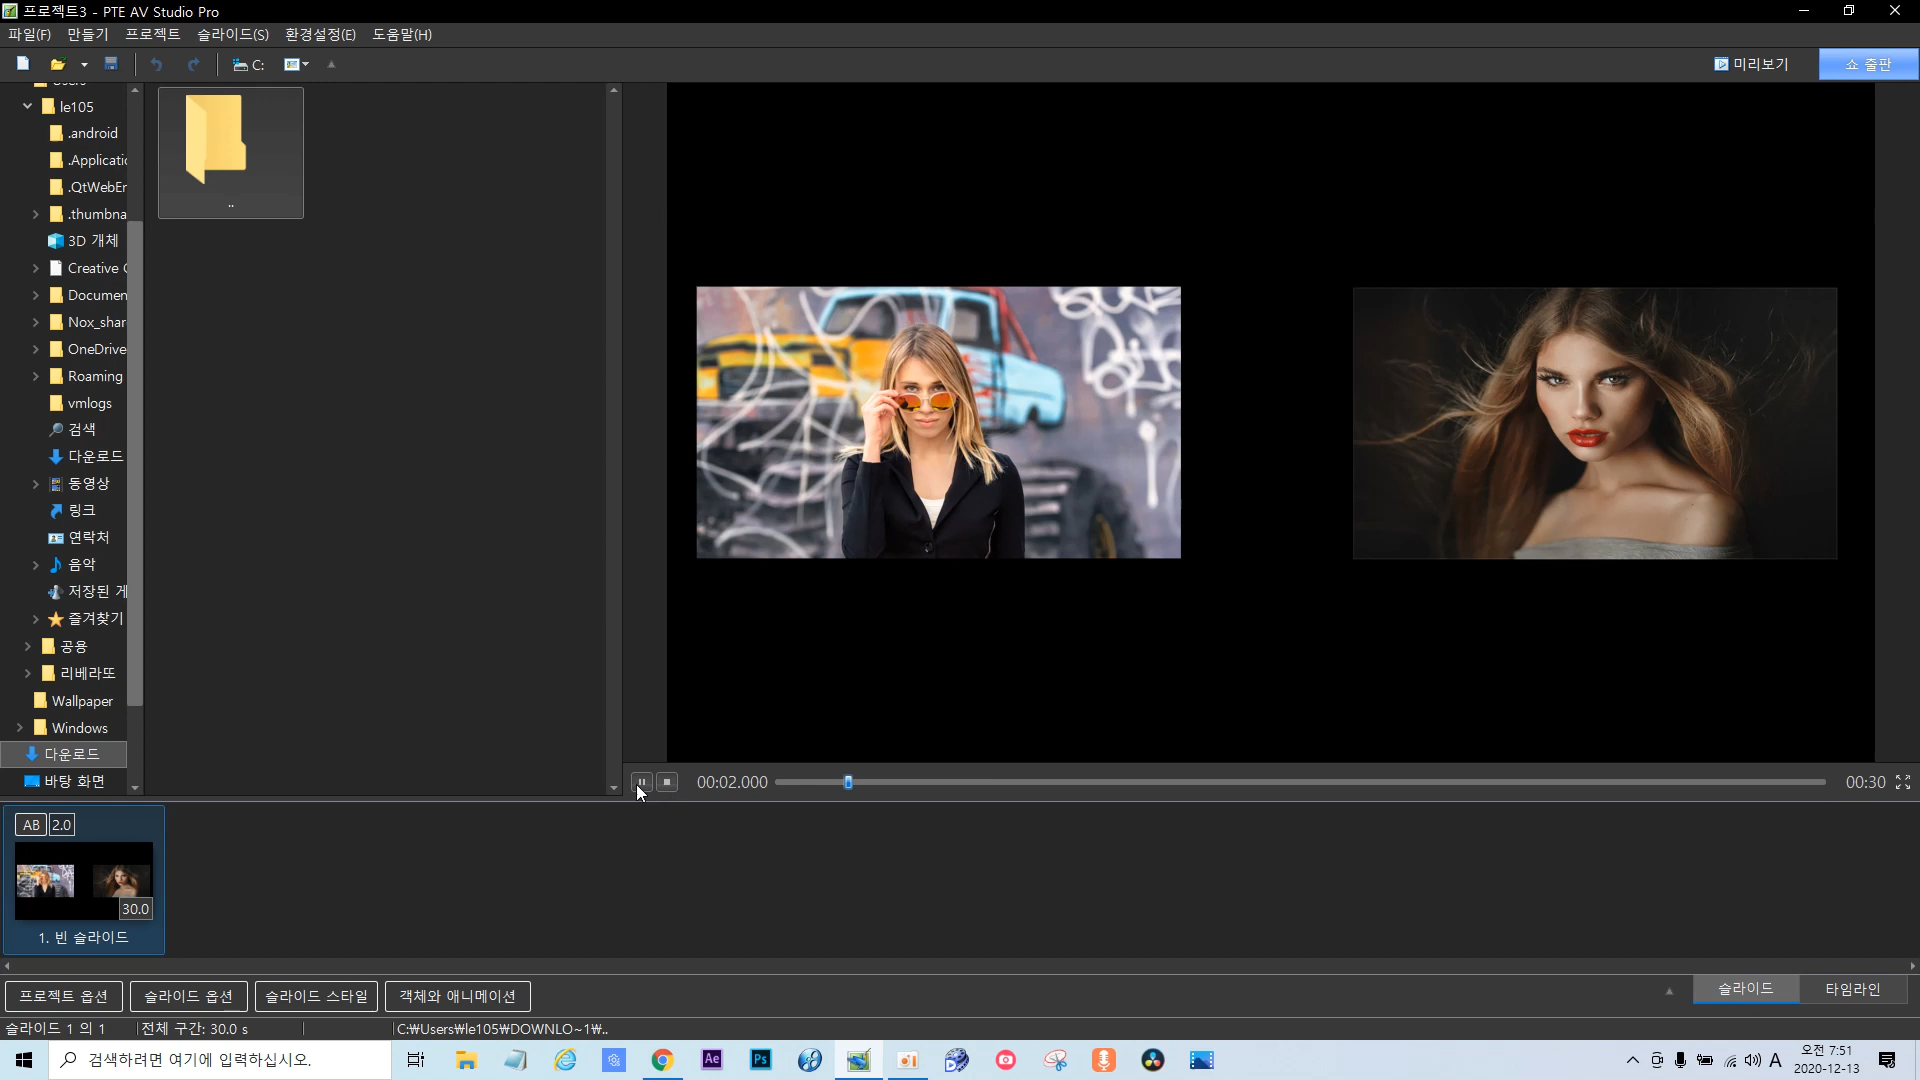 프로젝트3 - PTE AV Studio Pro
파일(F) 만들기 프로젝트 슬라이드(S) 환경설정(E) 도움말(H)
C: 미리보기 쇼 출판
le105
.android
.Applicatio
.QtWebEn
.thumbna
3D 개체
Creative C
Documen
Nox_shar
OneDrive
Roaming
vmlogs
검색
다운로드
동영상
링크
연락처
음악
저장된 게
즐겨찾기
공용
리베라또
Wallpaper
Windows
다운로드
바탕 화면
..
00:02.000 00:30
AB 2.0
30.0
1. 빈 슬라이드
프로젝트 옵션 슬라이드 옵션 슬라이드 스타일 객체와 애니메이션 슬라이드 타임라인
슬라이드 1 의 1 전체 구간: 30.0 s C:₩Users₩le105₩DOWNLO~1₩..
검색하려면 여기에 입력하십시오.
Ae Ps A
오전 7:51
2020-12-13